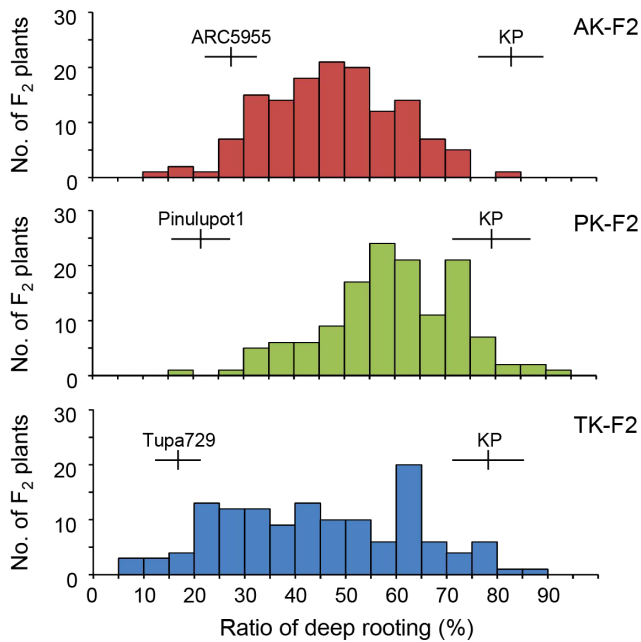 AK-F2
ARC5955 KP
No. of F₂ plants
30
20
10
0
PK-F2
Pinulupot1 KP
No. of F₂ plants
30
20
10
0
TK-F2
Tupa729 KP
No. of F₂ plants
30
20
10
0
0 10 20 30 40 50 60 70 80 90
Ratio of deep rooting (%)